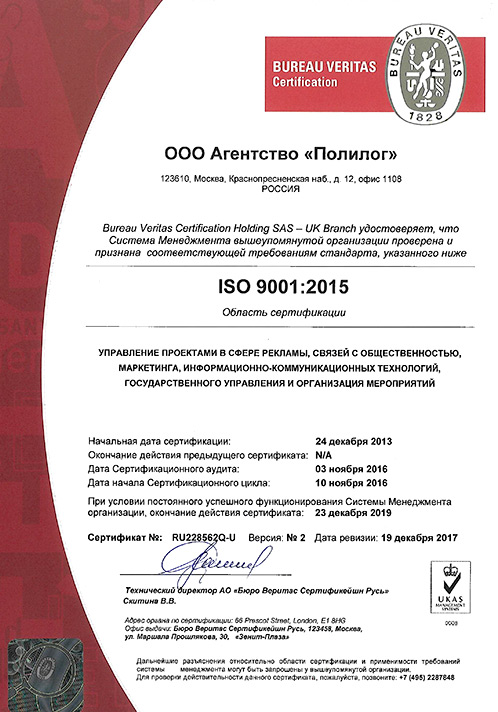 BUREAU VERITAS
Certification
BUREAU VERITAS
1828
ООО Агентство «Полилог»
123610, Москва, Краснопресненская наб., д. 12, офис 1108
РОССИЯ
Bureau Veritas Certification Holding SAS – UK Branch удостоверяет, что
Система Менеджмента вышеупомянутой организации проверена и
признана соответствующей требованиям стандарта, указанного ниже
ISO 9001:2015
Область сертификации
УПРАВЛЕНИЕ ПРОЕКТАМИ В СФЕРЕ РЕКЛАМЫ, СВЯЗЕЙ С ОБЩЕСТВЕННОСТЬЮ,
МАРКЕТИНГА, ИНФОРМАЦИОННО-КОММУНИКАЦИОННЫХ ТЕХНОЛОГИЙ,
ГОСУДАРСТВЕННОГО УПРАВЛЕНИЯ И ОРГАНИЗАЦИЯ МЕРОПРИЯТИЙ
Начальная дата сертификации: 24 декабря 2013
Окончание действия предыдущего сертификата: N/A
Дата Сертификационного аудита: 03 ноября 2016
Дата начала Сертификационного цикла: 10 ноября 2016
При условии постоянного успешного функционирования Системы Менеджмента
организации, окончание действия сертификата: 23 декабря 2019
Сертификат №: RU228562Q-U Версия: № 2 Дата ревизии: 19 декабря 2017
Технический директор АО «Бюро Веритас Сертификейшн Русь»
Скитина В.В.
UKAS
MANAGEMENT
SYSTEMS
0008
Адрес органа по сертификации: 66 Prescot Street, London, E1 8HG
Офис выдачи: Бюро Веритас Сертификейшн Русь, 123458, Москва,
ул. Маршала Прошлякова, 30, «Зенит-Плаза»
Дальнейшие разъяснения относительно области сертификации и применимости требований
системы менеджмента могут быть запрошены у вышеупомянутой организации.
Для проверки действительности данного сертификата, пожалуйста, позвоните: +7 (495) 2287848